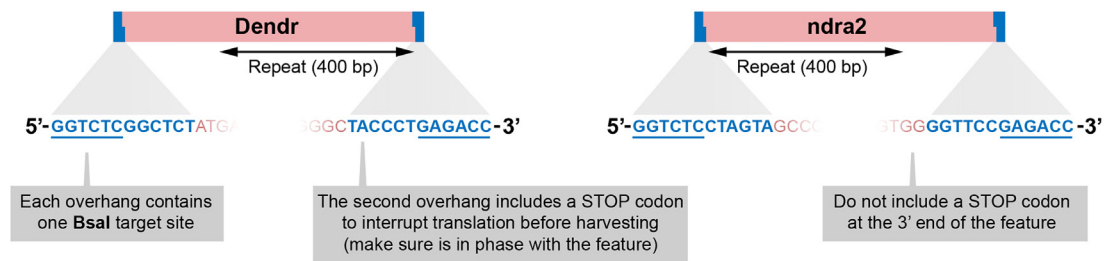 Dendr
ndra2
Repeat (400 bp)
Repeat (400 bp)
5'-GGTCTCGGCTCTATGA
GGGCTACCCTGAGACC-3'
5'-GGTCTCCTAGTAGCCC
GTGGGGTTCCGAGACC-3'
Each overhang contains
one BsaI target site
The second overhang includes a STOP codon
to interrupt translation before harvesting
(make sure is in phase with the feature)
Do not include a STOP codon
at the 3' end of the feature